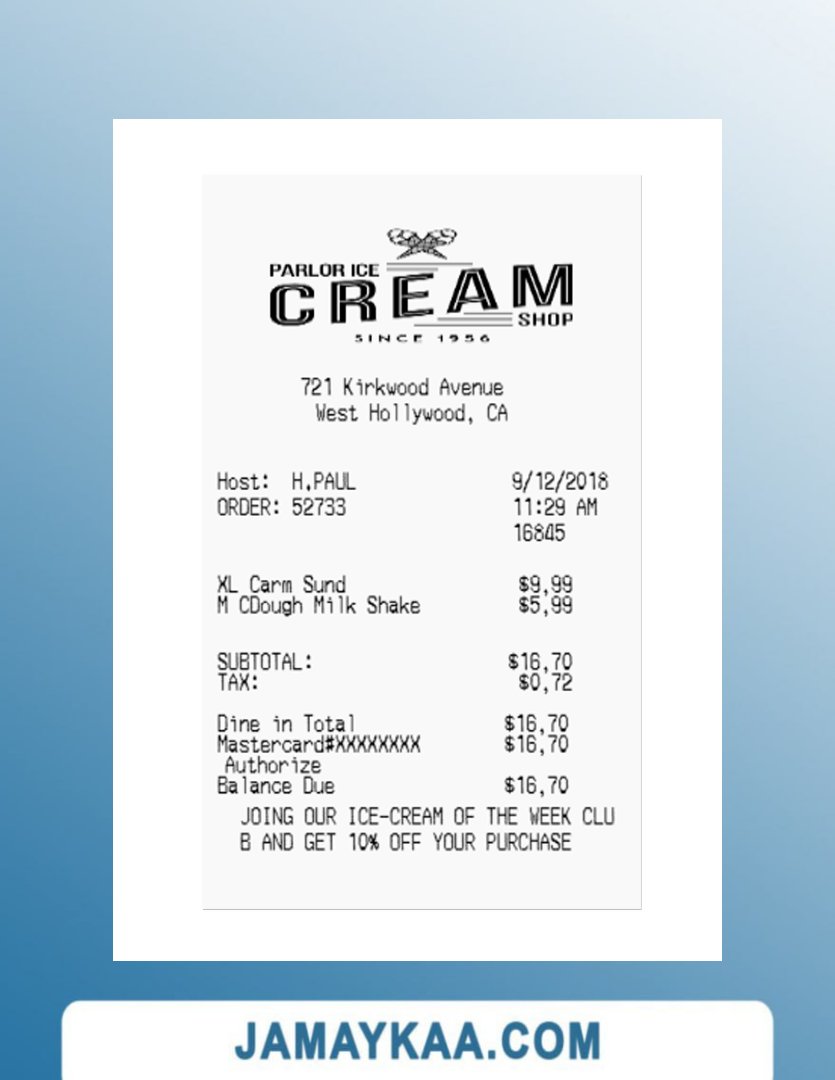 PARLOR ICE
CREAM
SHOP
SINCE 1956
721 Kirkwood Avenue
West Hollywood, CA
Host: H.PAUL 9/12/2018
ORDER: 52733 11:29 AM
16845
XL Carm Sund $9,99
M CDough Milk Shake $5,99
SUBTOTAL: $16,70
TAX: $0,72
Dine in Total $16,70
Mastercard#XXXXXXXX $16,70
Authorize
Balance Due $16,70
JOING OUR ICE-CREAM OF THE WEEK CLU
B AND GET 10% OFF YOUR PURCHASE
JAMAYKAA.COM